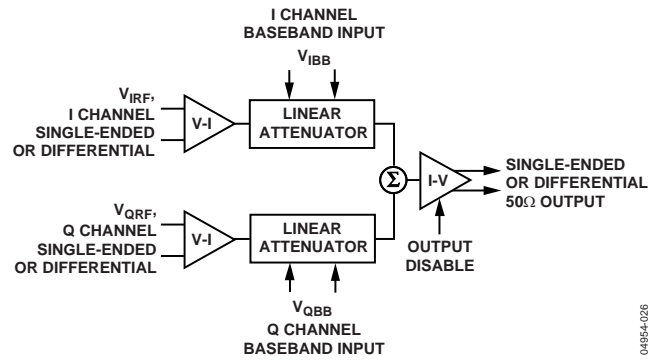 I CHANNEL
BASEBAND INPUT
VIBB
VIRF,
I CHANNEL
SINGLE-ENDED
OR DIFFERENTIAL
V-I
LINEAR
ATTENUATOR
Σ
I-V
SINGLE-ENDED
OR DIFFERENTIAL
50Ω OUTPUT
VQRF,
Q CHANNEL
SINGLE-ENDED
OR DIFFERENTIAL
V-I
LINEAR
ATTENUATOR
OUTPUT
DISABLE
VQBB
Q CHANNEL
BASEBAND INPUT
04954-026